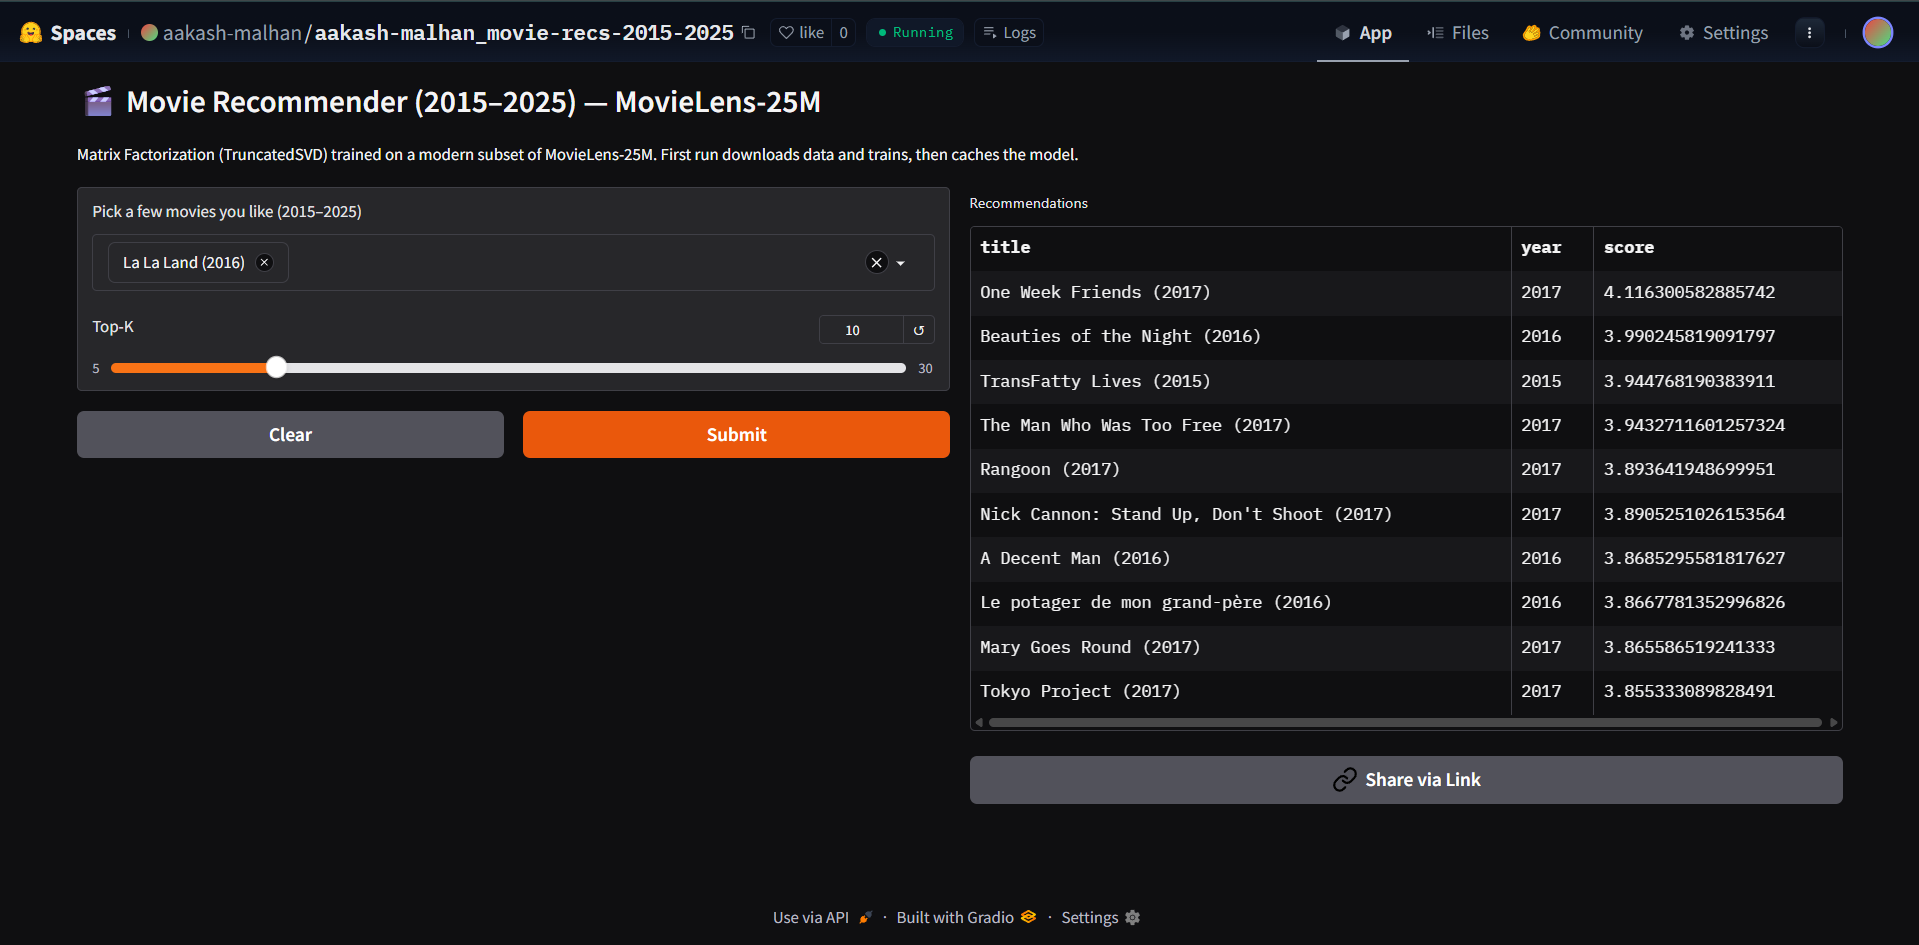 Spaces aakash-malhan/aakash-malhan_movie-recs-2015-2025 like 0 Running Logs App Files Community Settings
Movie Recommender (2015–2025) — MovieLens-25M
Matrix Factorization (TruncatedSVD) trained on a modern subset of MovieLens-25M. First run downloads data and trains, then caches the model.
Pick a few movies you like (2015–2025)
La La Land (2016)
Top-K
10
5
30
Clear
Submit
Recommendations
title year score
One Week Friends (2017) 2017 4.116300582885742
Beauties of the Night (2016) 2016 3.990245819091797
TransFatty Lives (2015) 2015 3.944768190383911
The Man Who Was Too Free (2017) 2017 3.9432711601257324
Rangoon (2017) 2017 3.893641948699951
Nick Cannon: Stand Up, Don't Shoot (2017) 2017 3.8905251026153564
A Decent Man (2016) 2016 3.8685295581817627
Le potager de mon grand-père (2016) 2016 3.8667781352996826
Mary Goes Round (2017) 2017 3.865586519241333
Tokyo Project (2017) 2017 3.855333089828491
Share via Link
Use via API · Built with Gradio · Settings